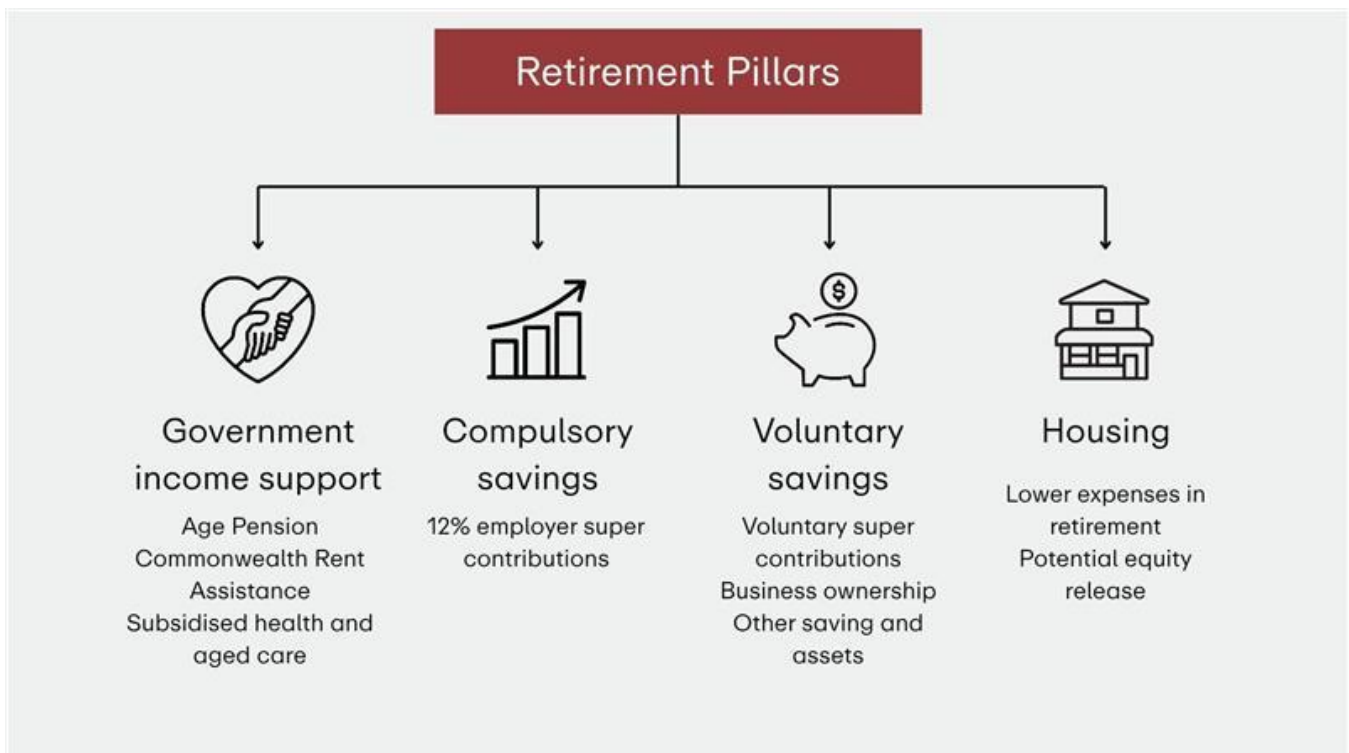 Retirement Pillars
$
Government
income support
Age Pension
Commonwealth Rent
Assistance
Subsidised health and
aged care
Compulsory
savings
12% employer super
contributions
Voluntary
savings
Voluntary super
contributions
Business ownership
Other saving and
assets
Housing
Lower expenses in
retirement
Potential equity
release